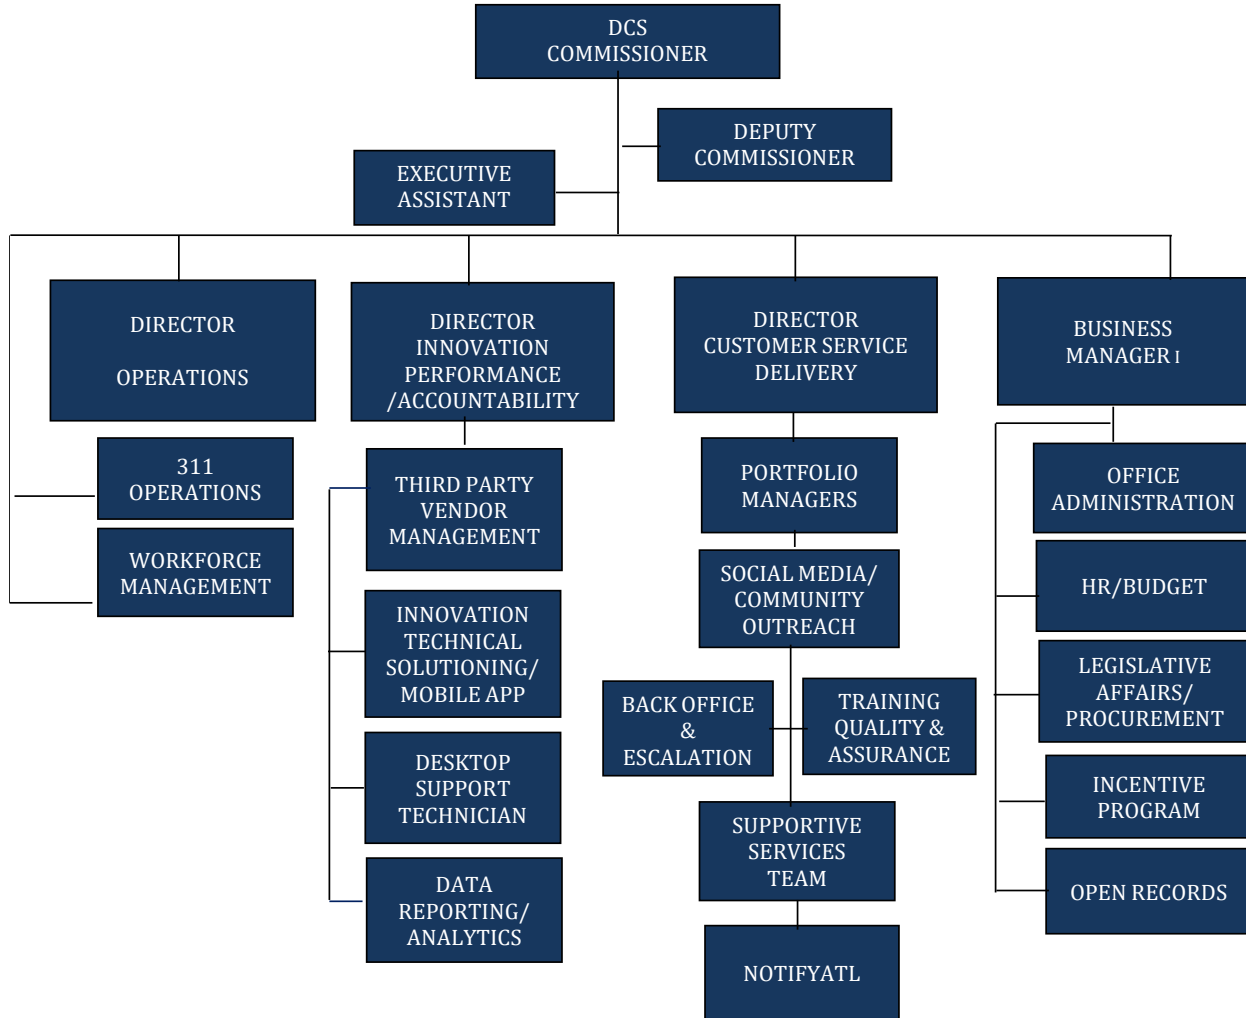 DCS
COMMISSIONER
DEPUTY
COMMISSIONER
EXECUTIVE
ASSISTANT
DIRECTOR
OPERATIONS
311
OPERATIONS
WORKFORCE
MANAGEMENT
DIRECTOR
INNOVATION
PERFORMANCE
/ACCOUNTABILITY
THIRD PARTY
VENDOR
MANAGEMENT
INNOVATION
TECHNICAL
SOLUTIONING/
MOBILE APP
DESKTOP
SUPPORT
TECHNICIAN
DATA
REPORTING/
ANALYTICS
DIRECTOR
CUSTOMER SERVICE
DELIVERY
PORTFOLIO
MANAGERS
SOCIAL MEDIA/
COMMUNITY
OUTREACH
BACK OFFICE
&
ESCALATION
TRAINING
QUALITY &
ASSURANCE
SUPPORTIVE
SERVICES
TEAM
NOTIFYATL
BUSINESS
MANAGER I
OFFICE
ADMINISTRATION
HR/BUDGET
LEGISLATIVE
AFFAIRS/
PROCUREMENT
INCENTIVE
PROGRAM
OPEN RECORDS